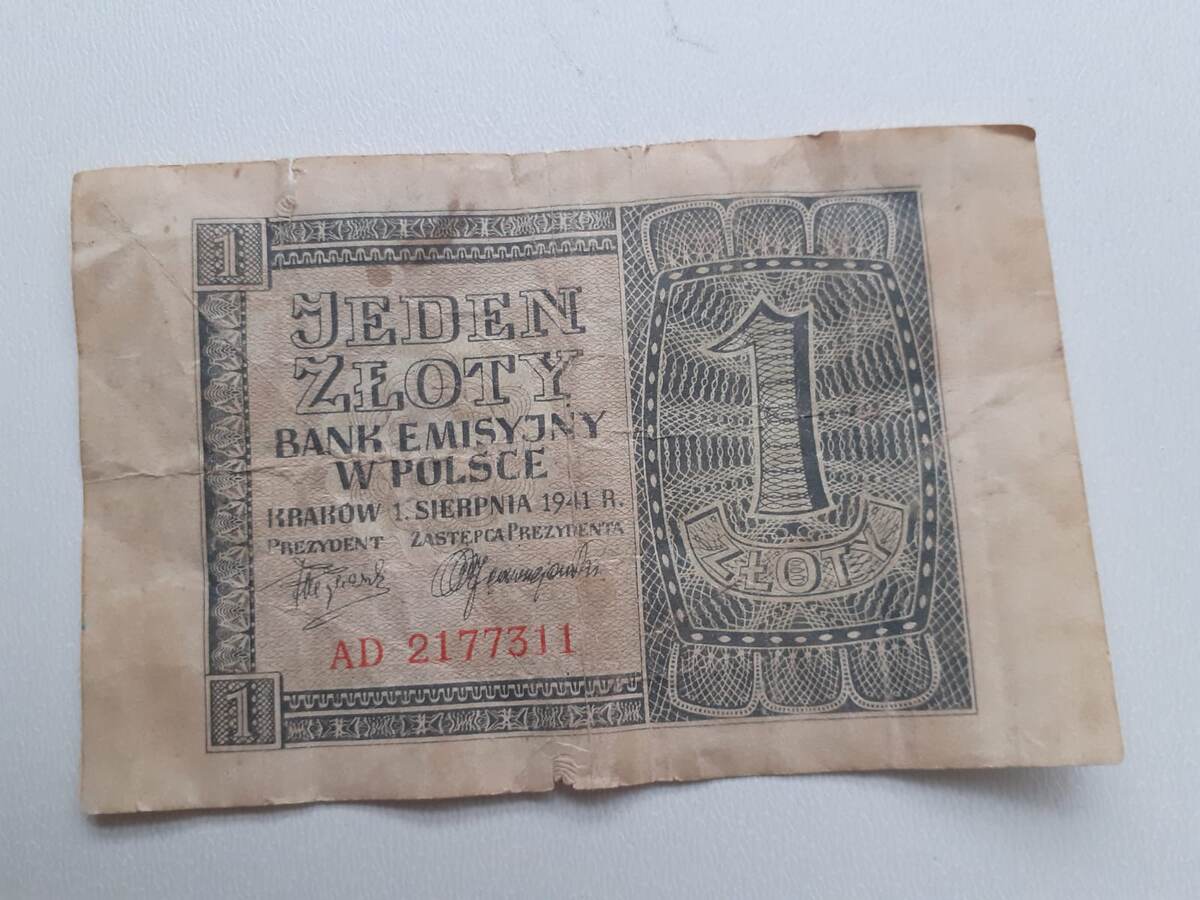 1
JEDEN
ZŁOTY
BANK EMISYJNY
W POLSCE
KRAKÓW 1. SIERPNIA 1941 R.
PREZYDENT ZASTĘPCA PREZYDENTA
AD 2177311
1
1
ZŁOTY